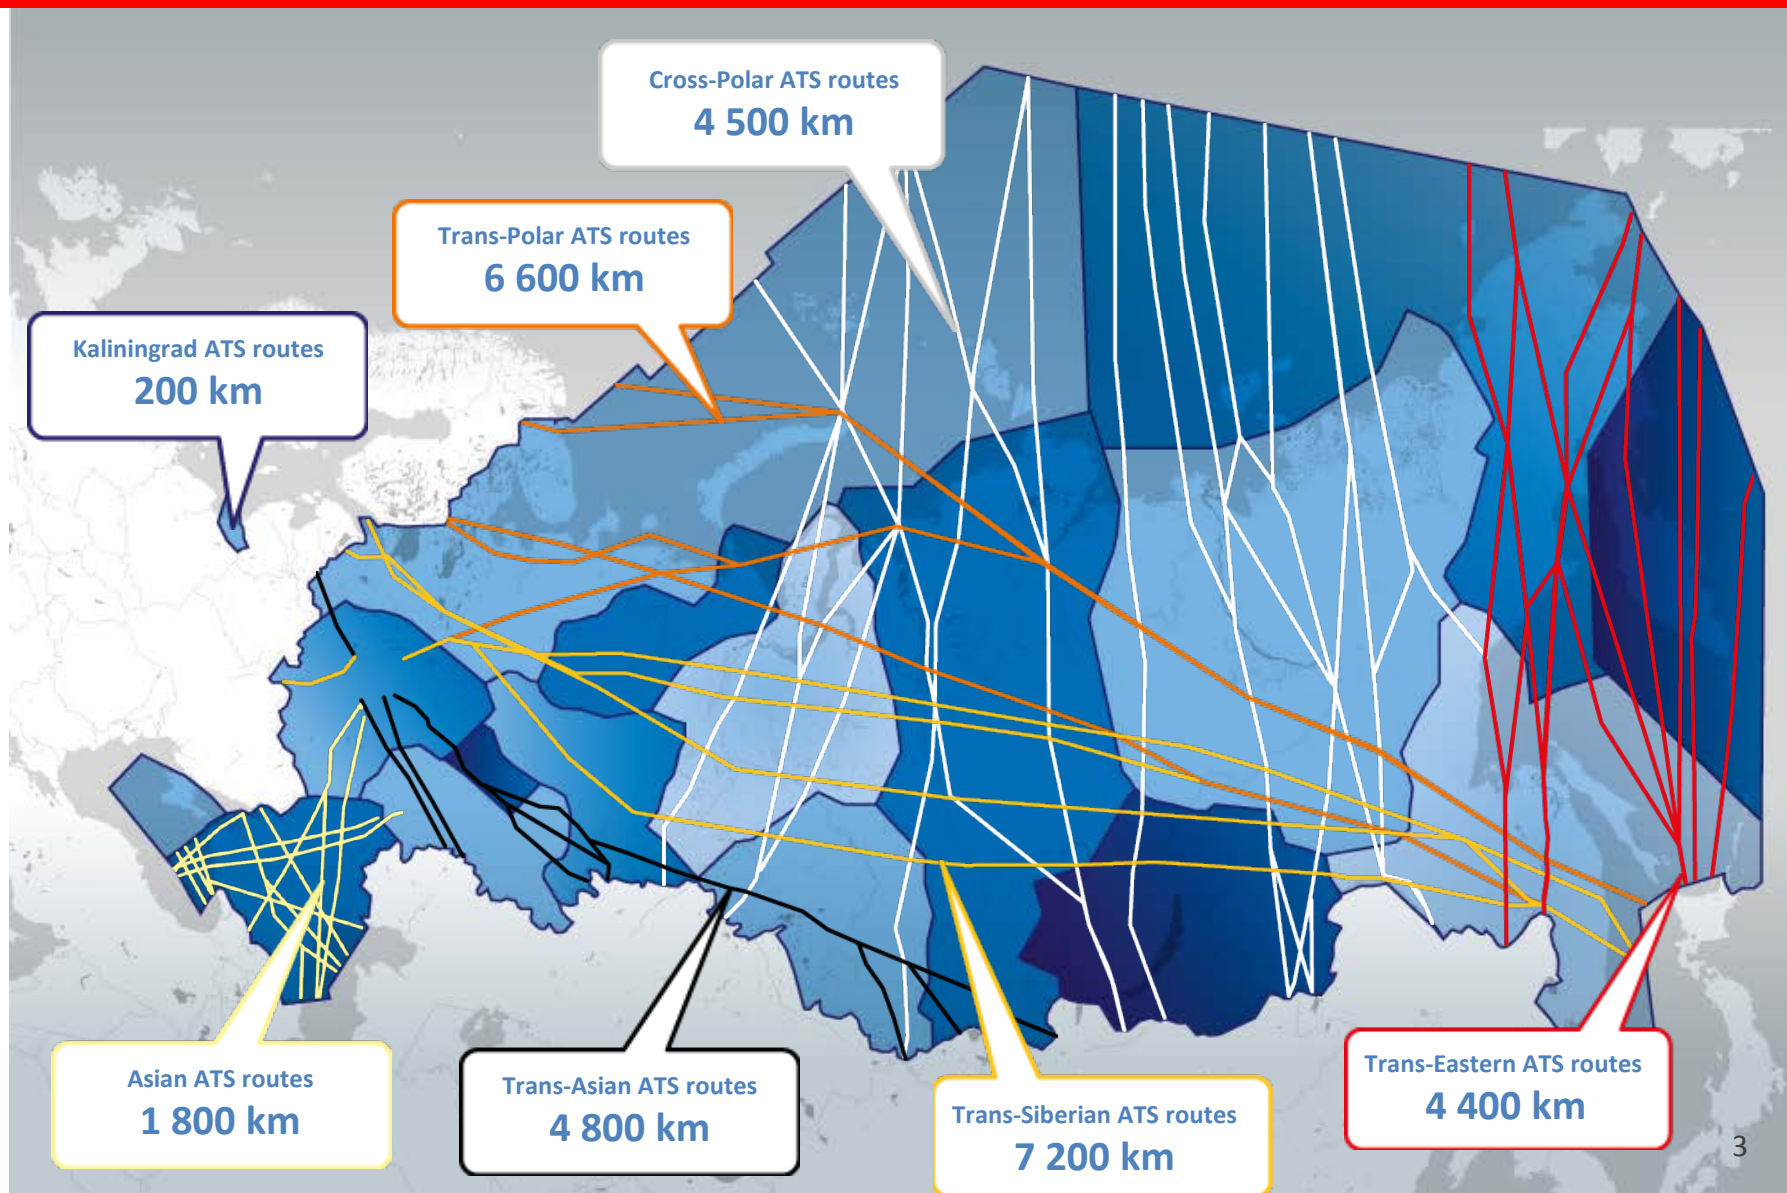 Cross-Polar ATS routes
4 500 km
Trans-Polar ATS routes
6 600 km
Kaliningrad ATS routes
200 km
Asian ATS routes
1 800 km
Trans-Asian ATS routes
4 800 km
Trans-Siberian ATS routes
7 200 km
Trans-Eastern ATS routes
4 400 km
3